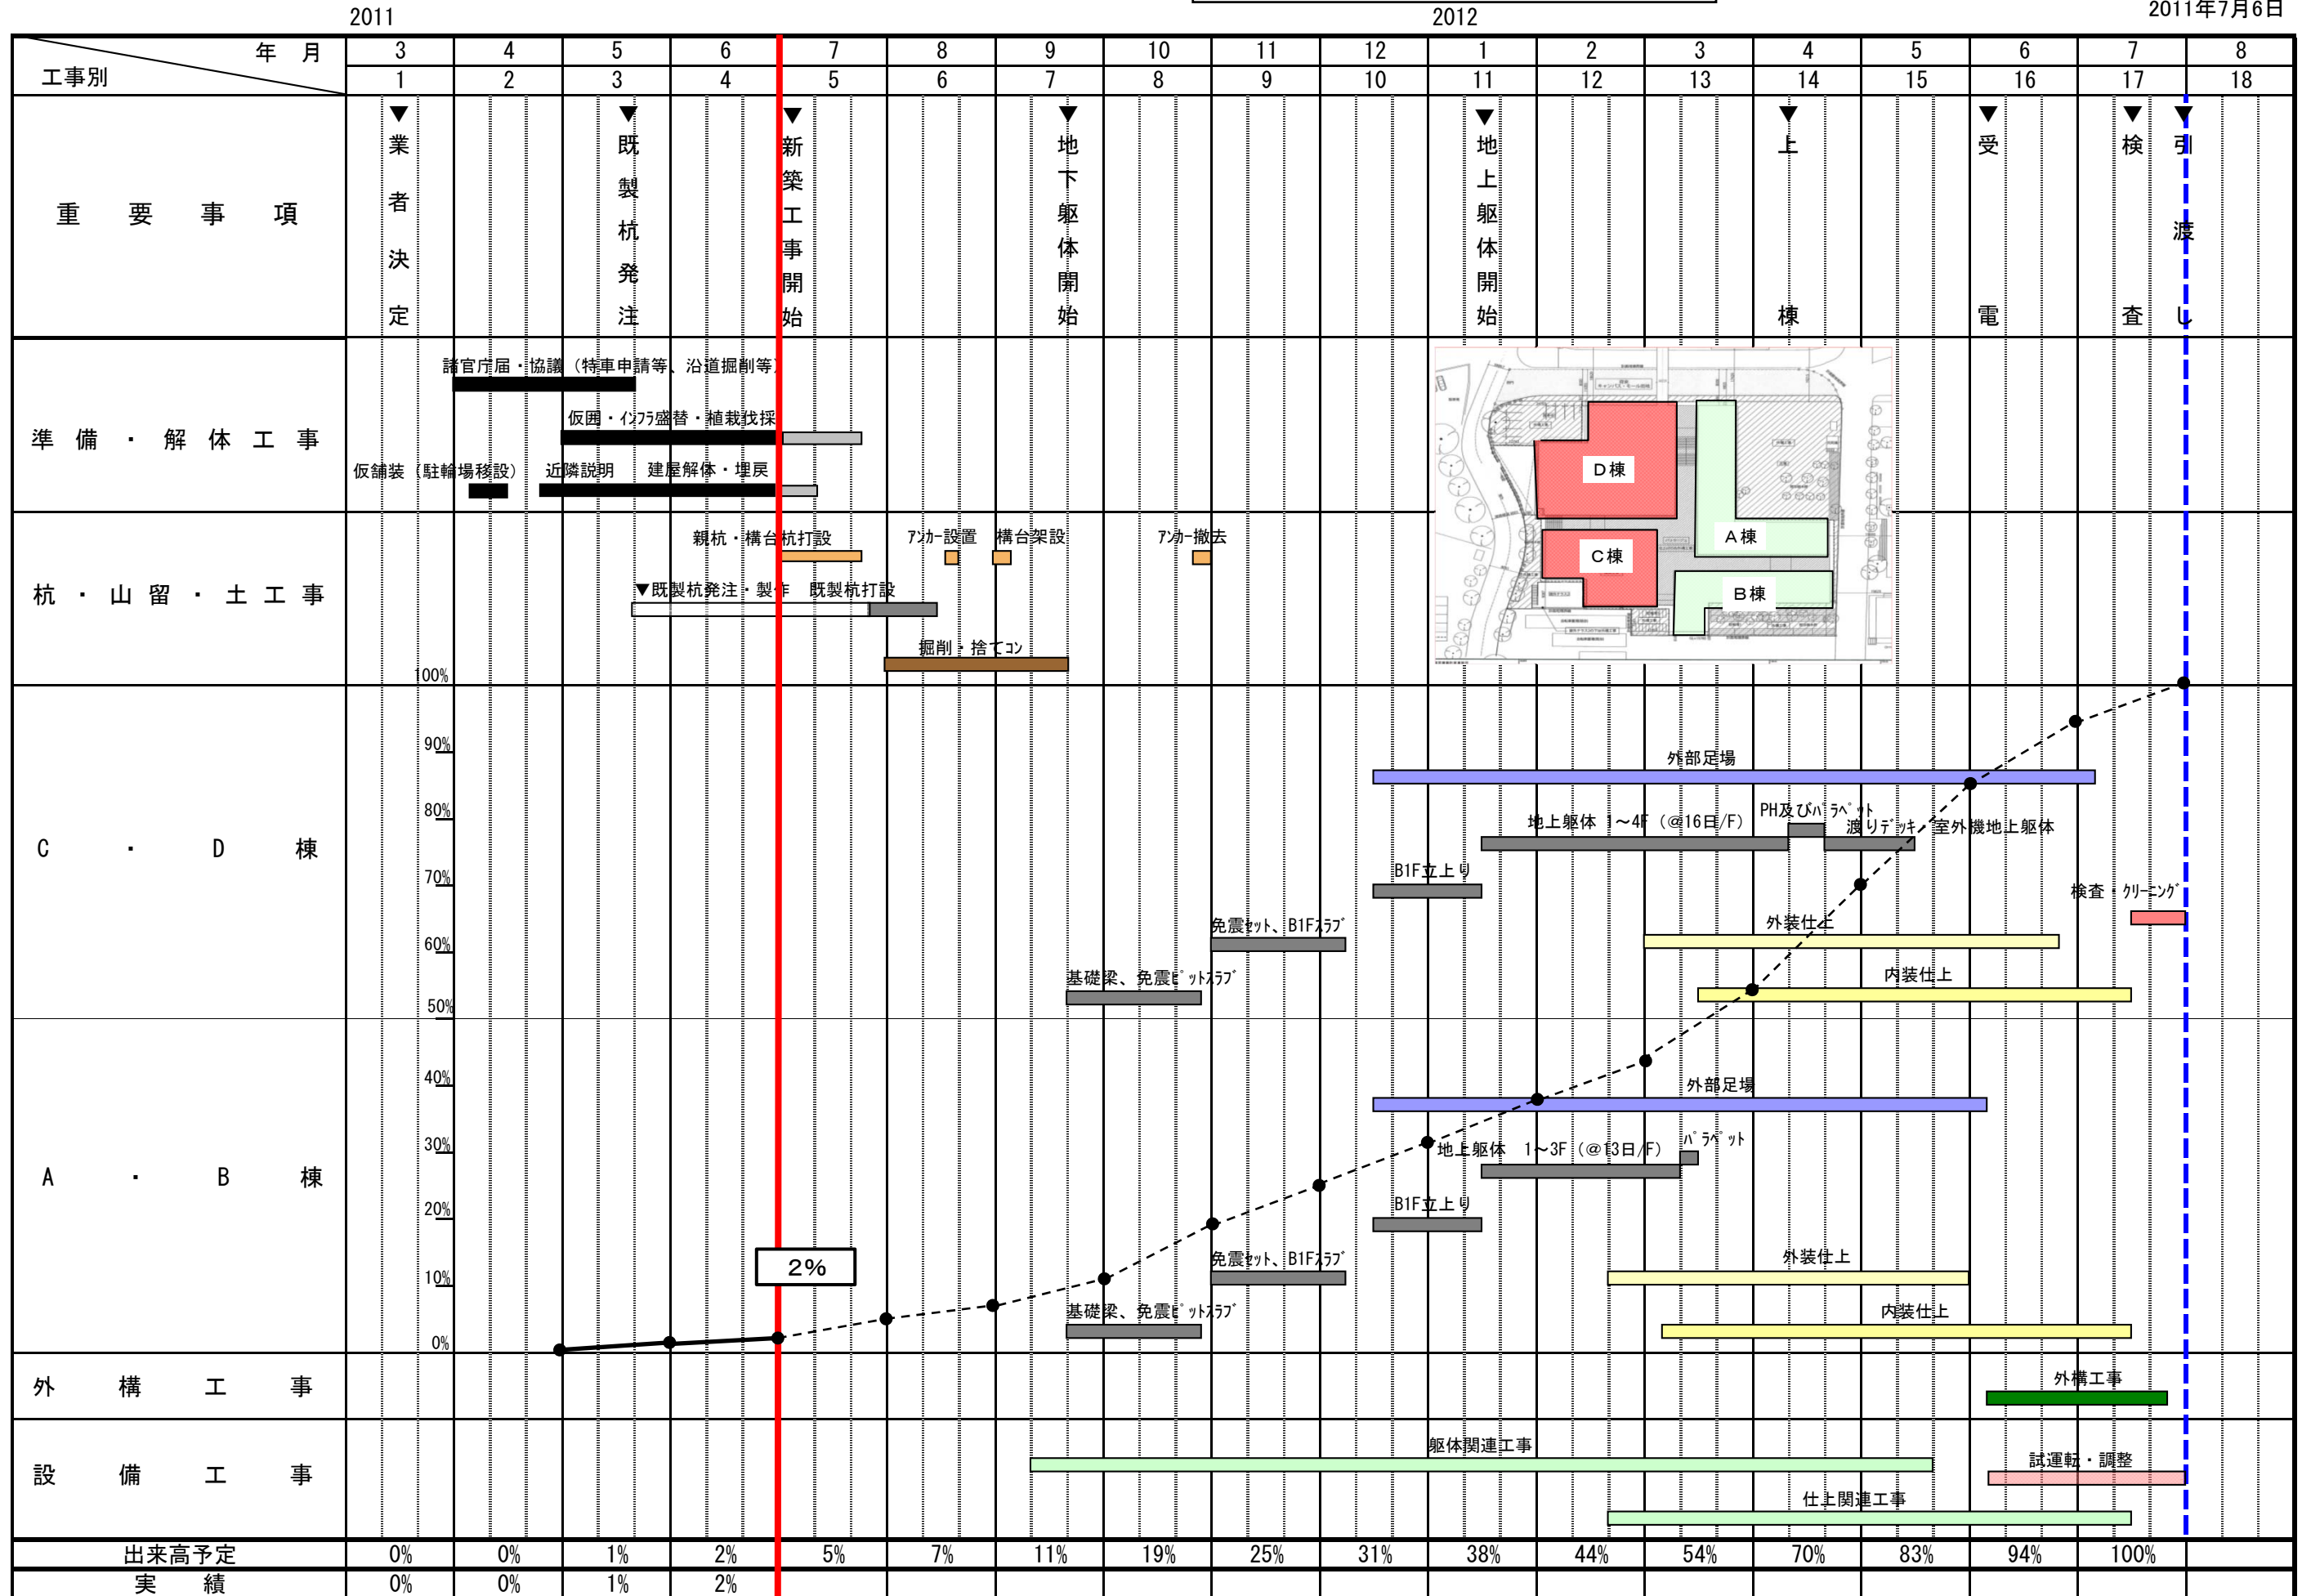 2011
2012
2011年7月6日
年 月
工事別
3 4 5 6 7 8 9 10 11 12 1 2 3 4 5 6 7 8
1 2 3 4 5 6 7 8 9 10 11 12 13 14 15 16 17 18
重要事項
▼業者決定
▼既製杭発注
▼新築工事開始
▼地下躯体開始
▼地上躯体開始
▼上棟
▼受電
▼検査
▼引渡し
準備・解体工事
諸官庁届・協議（特車申請等、沿道掘削等）
仮囲・ｲﾝﾌﾗ盛替・植栽伐採
仮舗装（駐輪場移設） 近隣説明 建屋解体・埋戻
D棟
A棟
C棟
B棟
杭・山留・土工事
親杭・構台杭打設 ｱﾝｶｰ設置 構台架設 ｱﾝｶｰ撤去
▼既製杭発注・製作 既製杭打設
掘削・捨てｺﾝ
100%
90%
80%
70%
60%
50%
40%
30%
20%
10%
0%
C・D棟
外部足場
PH及びﾊﾟﾗﾍﾟｯﾄ
地上躯体 1～4F（@16日/F） 渡りﾃﾞｯｷ、室外機地上躯体
B1F立上り
検査・ｸﾘｰﾆﾝｸﾞ
免震ｾｯﾄ、B1Fｽﾗﾌﾞ
外装仕上
基礎梁、免震ﾋﾟｯﾄｽﾗﾌﾞ
内装仕上
A・B棟
外部足場
地上躯体 1～3F（@13日/F） ﾊﾟﾗﾍﾟｯﾄ
B1F立上り
2%
免震ｾｯﾄ、B1Fｽﾗﾌﾞ
外装仕上
基礎梁、免震ﾋﾟｯﾄｽﾗﾌﾞ
内装仕上
外構工事
外構工事
設備工事
躯体関連工事
試運転・調整
仕上関連工事
出来高予定 0% 0% 1% 2% 5% 7% 11% 19% 25% 31% 38% 44% 54% 70% 83% 94% 100%
実績 0% 0% 1% 2%